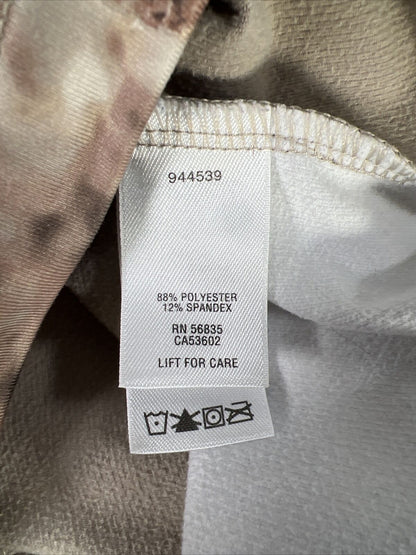 944539
88% POLYESTER
12% SPANDEX
RN 56835
CA53602
LIFT FOR CARE